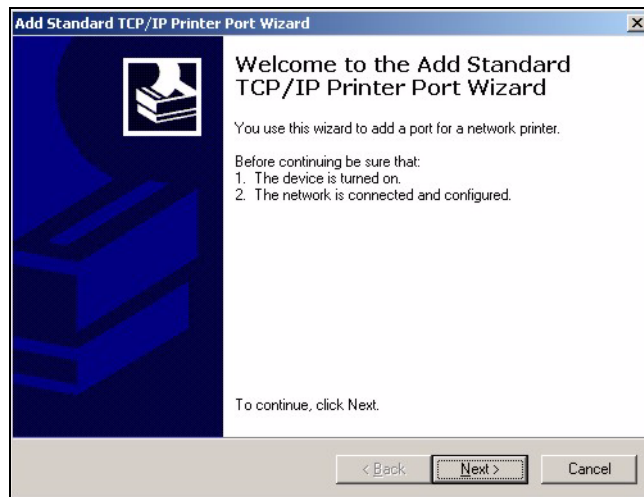 Add Standard TCP/IP Printer Port Wizard
Welcome to the Add Standard
TCP/IP Printer Port Wizard
You use this wizard to add a port for a network printer.
Before continuing be sure that:
1. The device is turned on.
2. The network is connected and configured.
To continue, click Next.
< Back
Next >
Cancel